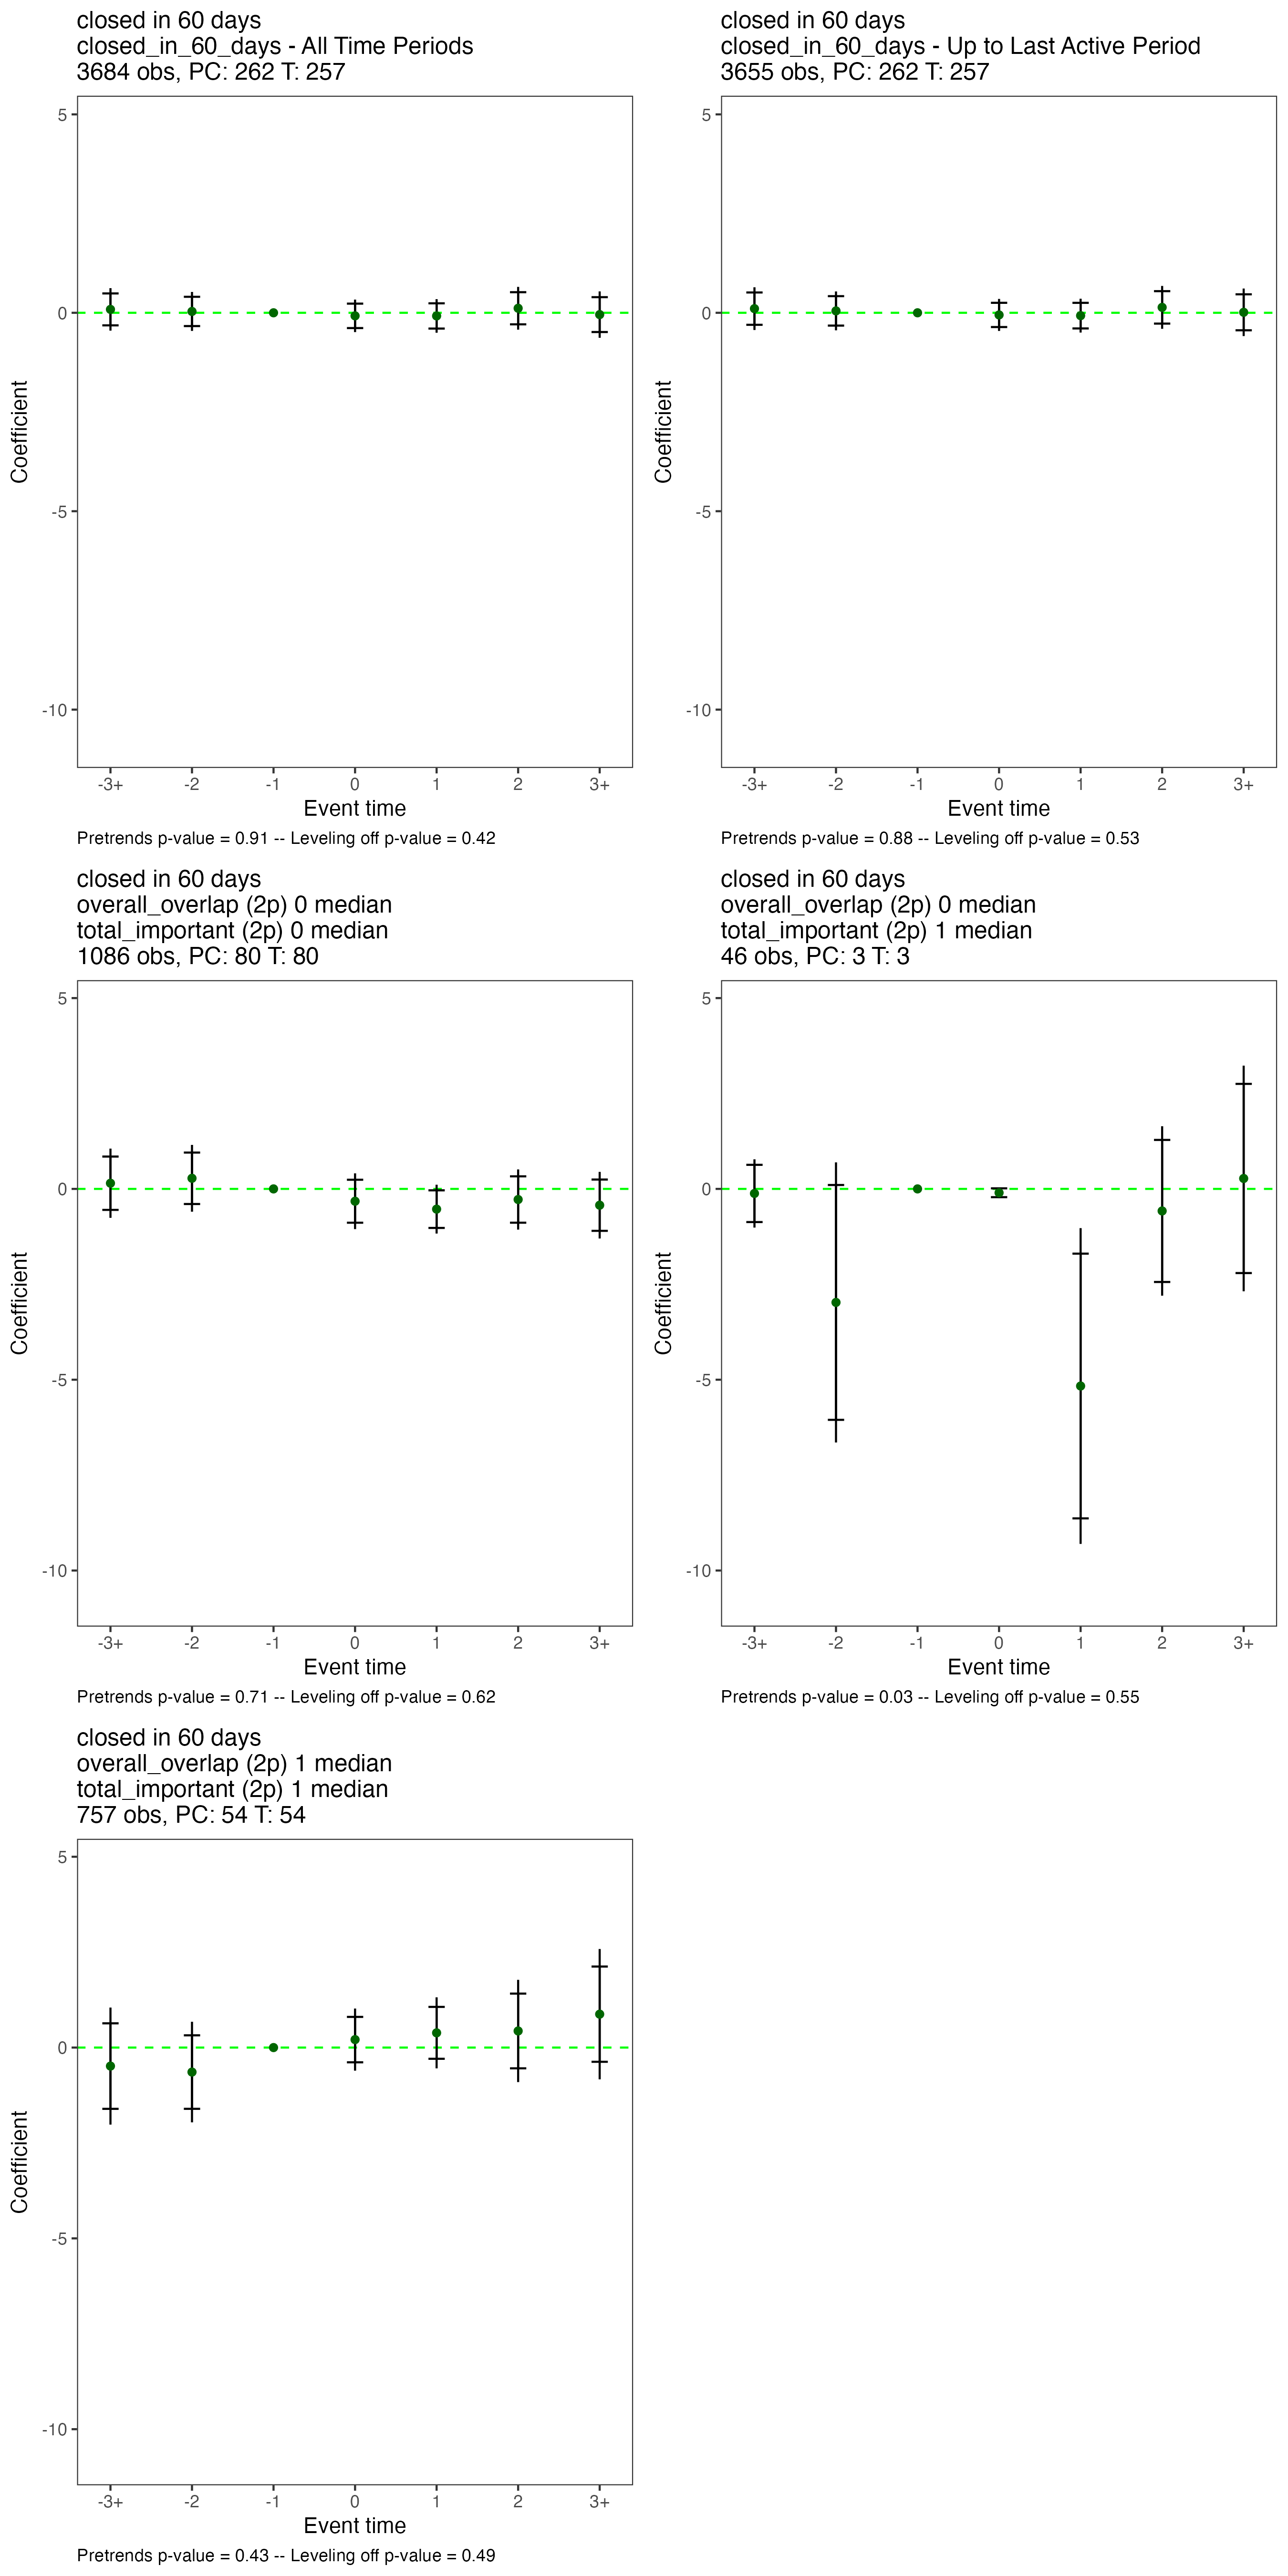 closed in 60 days
closed_in_60_days - All Time Periods
3684 obs, PC: 262 T: 257
5
0
-5
-10
Coefficient
-3+ -2 -1 0 1 2 3+
Event time
Pretrends p-value = 0.91 -- Leveling off p-value = 0.42
closed in 60 days
closed_in_60_days - Up to Last Active Period
3655 obs, PC: 262 T: 257
5
0
-5
-10
Coefficient
-3+ -2 -1 0 1 2 3+
Event time
Pretrends p-value = 0.88 -- Leveling off p-value = 0.53
closed in 60 days
overall_overlap (2p) 0 median
total_important (2p) 0 median
1086 obs, PC: 80 T: 80
5
0
-5
-10
Coefficient
-3+ -2 -1 0 1 2 3+
Event time
Pretrends p-value = 0.71 -- Leveling off p-value = 0.62
closed in 60 days
overall_overlap (2p) 0 median
total_important (2p) 1 median
46 obs, PC: 3 T: 3
5
0
-5
-10
Coefficient
-3+ -2 -1 0 1 2 3+
Event time
Pretrends p-value = 0.03 -- Leveling off p-value = 0.55
closed in 60 days
overall_overlap (2p) 1 median
total_important (2p) 1 median
757 obs, PC: 54 T: 54
5
0
-5
-10
Coefficient
-3+ -2 -1 0 1 2 3+
Event time
Pretrends p-value = 0.43 -- Leveling off p-value = 0.49